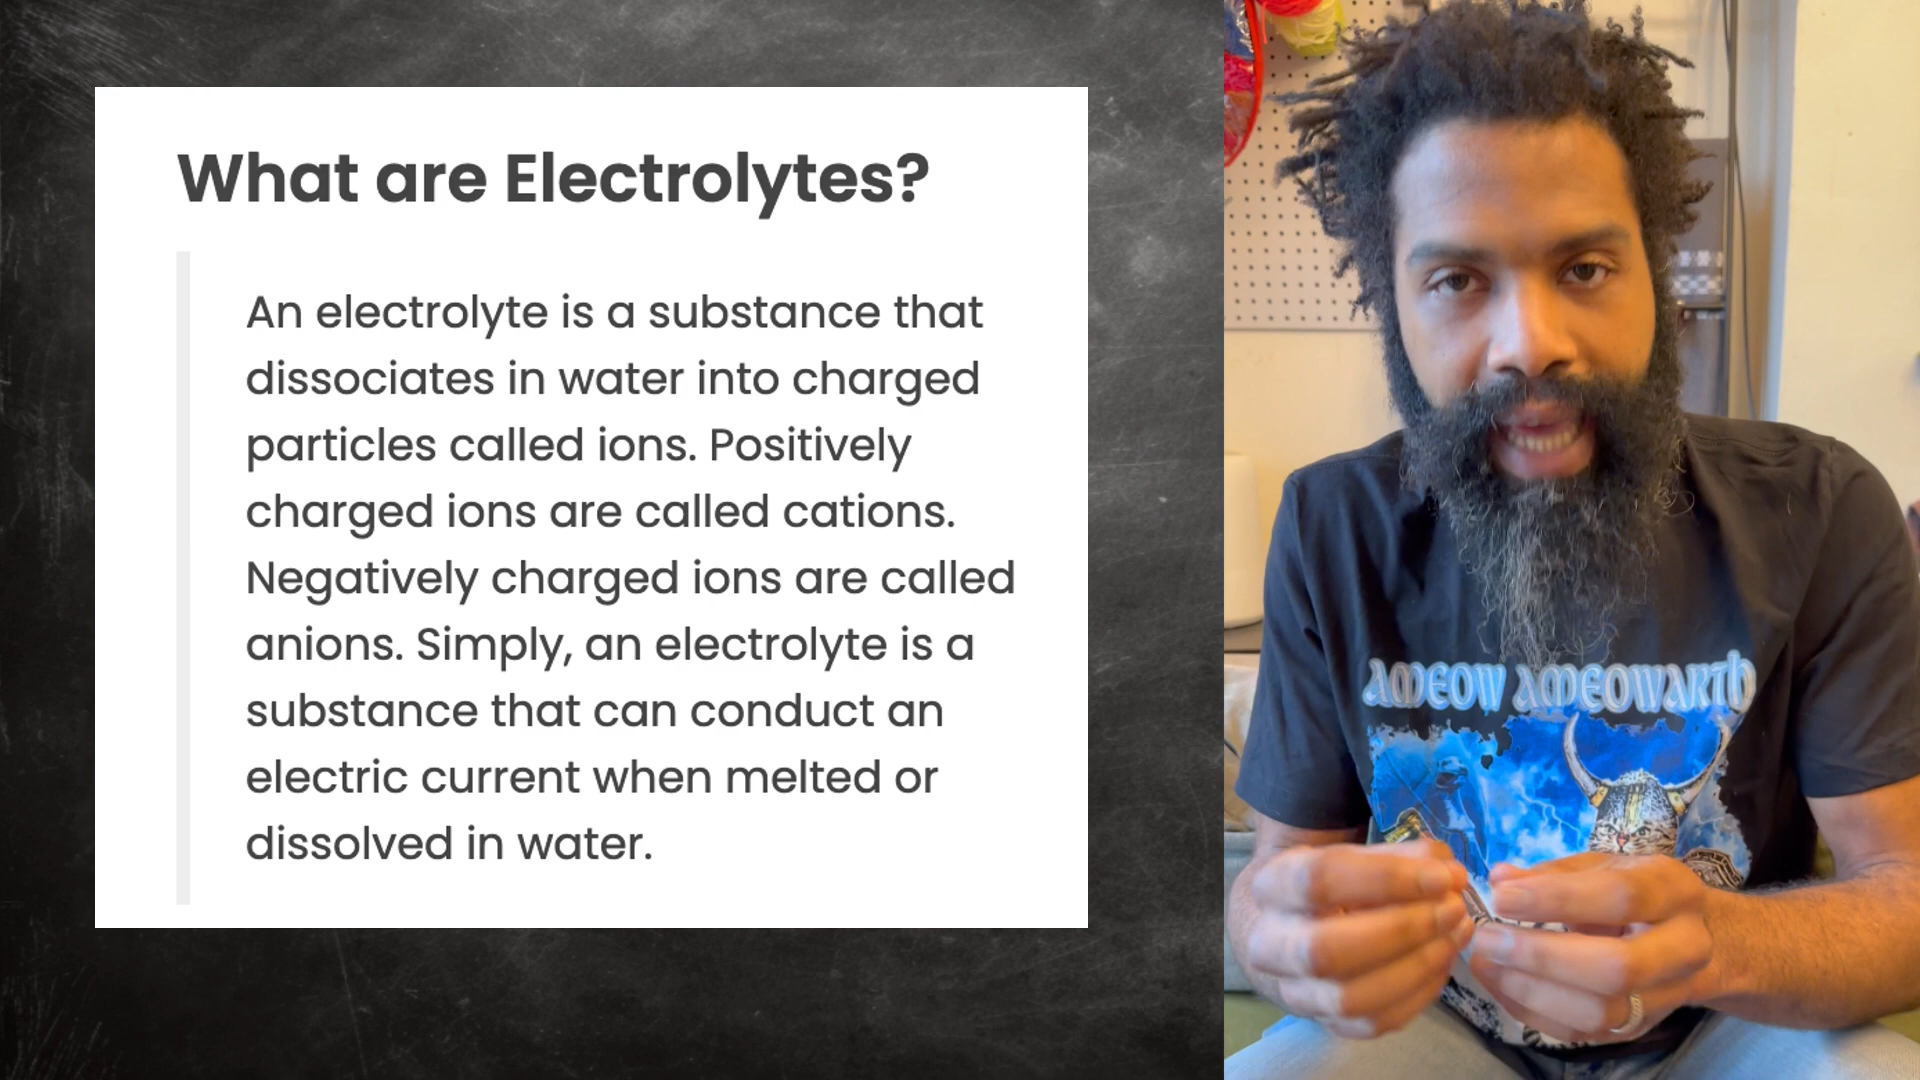 What are Electrolytes?
An electrolyte is a substance that
dissociates in water into charged
particles called ions. Positively
charged ions are called cations.
Negatively charged ions are called
anions. Simply, an electrolyte is a
substance that can conduct an
electric current when melted or
dissolved in water.
AMEOW AMEOWARTH